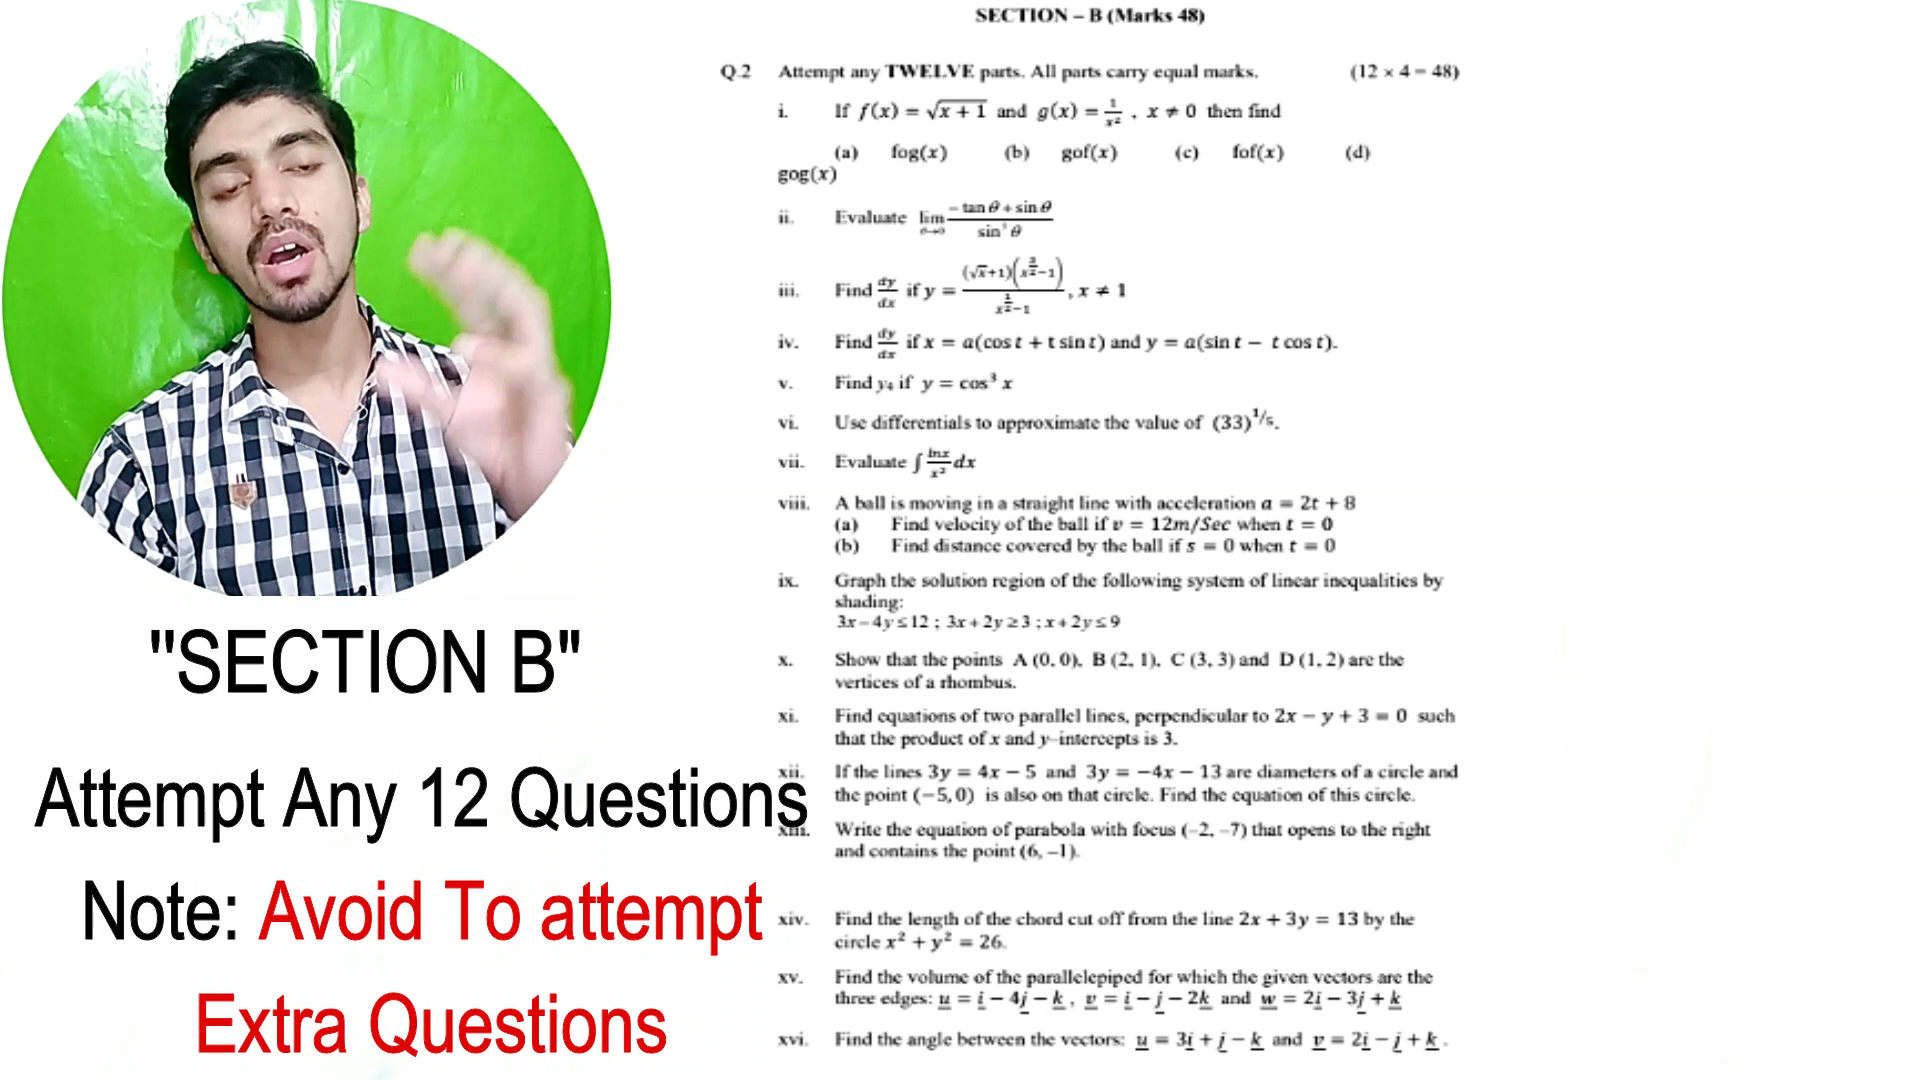 SECTION – B (Marks 48)
Q.2 Attempt any TWELVE parts. All parts carry equal marks. (12 × 4 = 48)
i. If f(x) = √x + 1 and g(x) = 1/x² , x ≠ 0 then find
(a) fog(x) (b) gof(x) (c) fof(x) (d)
gog(x)
ii. Evaluate lim θ→0 (− tan θ + sin θ)/(sin³ θ)
iii. Find dy/dx if y = ((√x+1)(x^(3/2)−1))/(x^(1/2)−1) , x ≠ 1
iv. Find dy/dx if x = a(cos t + t sin t) and y = a(sin t − t cos t).
v. Find y₄ if y = cos³ x
vi. Use differentials to approximate the value of (33)^1/5.
vii. Evaluate ∫ lnx/x² dx
viii. A ball is moving in a straight line with acceleration a = 2t + 8
(a) Find velocity of the ball if v = 12m/Sec when t = 0
(b) Find distance covered by the ball if s = 0 when t = 0
ix. Graph the solution region of the following system of linear inequalities by
shading:
3x − 4y ≤ 12 ; 3x + 2y ≥ 3 ; x + 2y ≤ 9
x. Show that the points A (0, 0), B (2, 1), C (3, 3) and D (1, 2) are the
vertices of a rhombus.
xi. Find equations of two parallel lines, perpendicular to 2x − y + 3 = 0 such
that the product of x and y–intercepts is 3.
xii. If the lines 3y = 4x − 5 and 3y = −4x − 13 are diameters of a circle and
the point (−5, 0) is also on that circle. Find the equation of this circle.
xiii. Write the equation of parabola with focus (–2, –7) that opens to the right
and contains the point (6, –1).
xiv. Find the length of the chord cut off from the line 2x + 3y = 13 by the
circle x² + y² = 26.
xv. Find the volume of the parallelepiped for which the given vectors are the
three edges: u = i − 4j − k , v = i − j − 2k and w = 2i − 3j + k
xvi. Find the angle between the vectors: u = 3i + j − k and v = 2i − j + k .
"SECTION B"
Attempt Any 12 Questions
Note: Avoid To attempt
Extra Questions